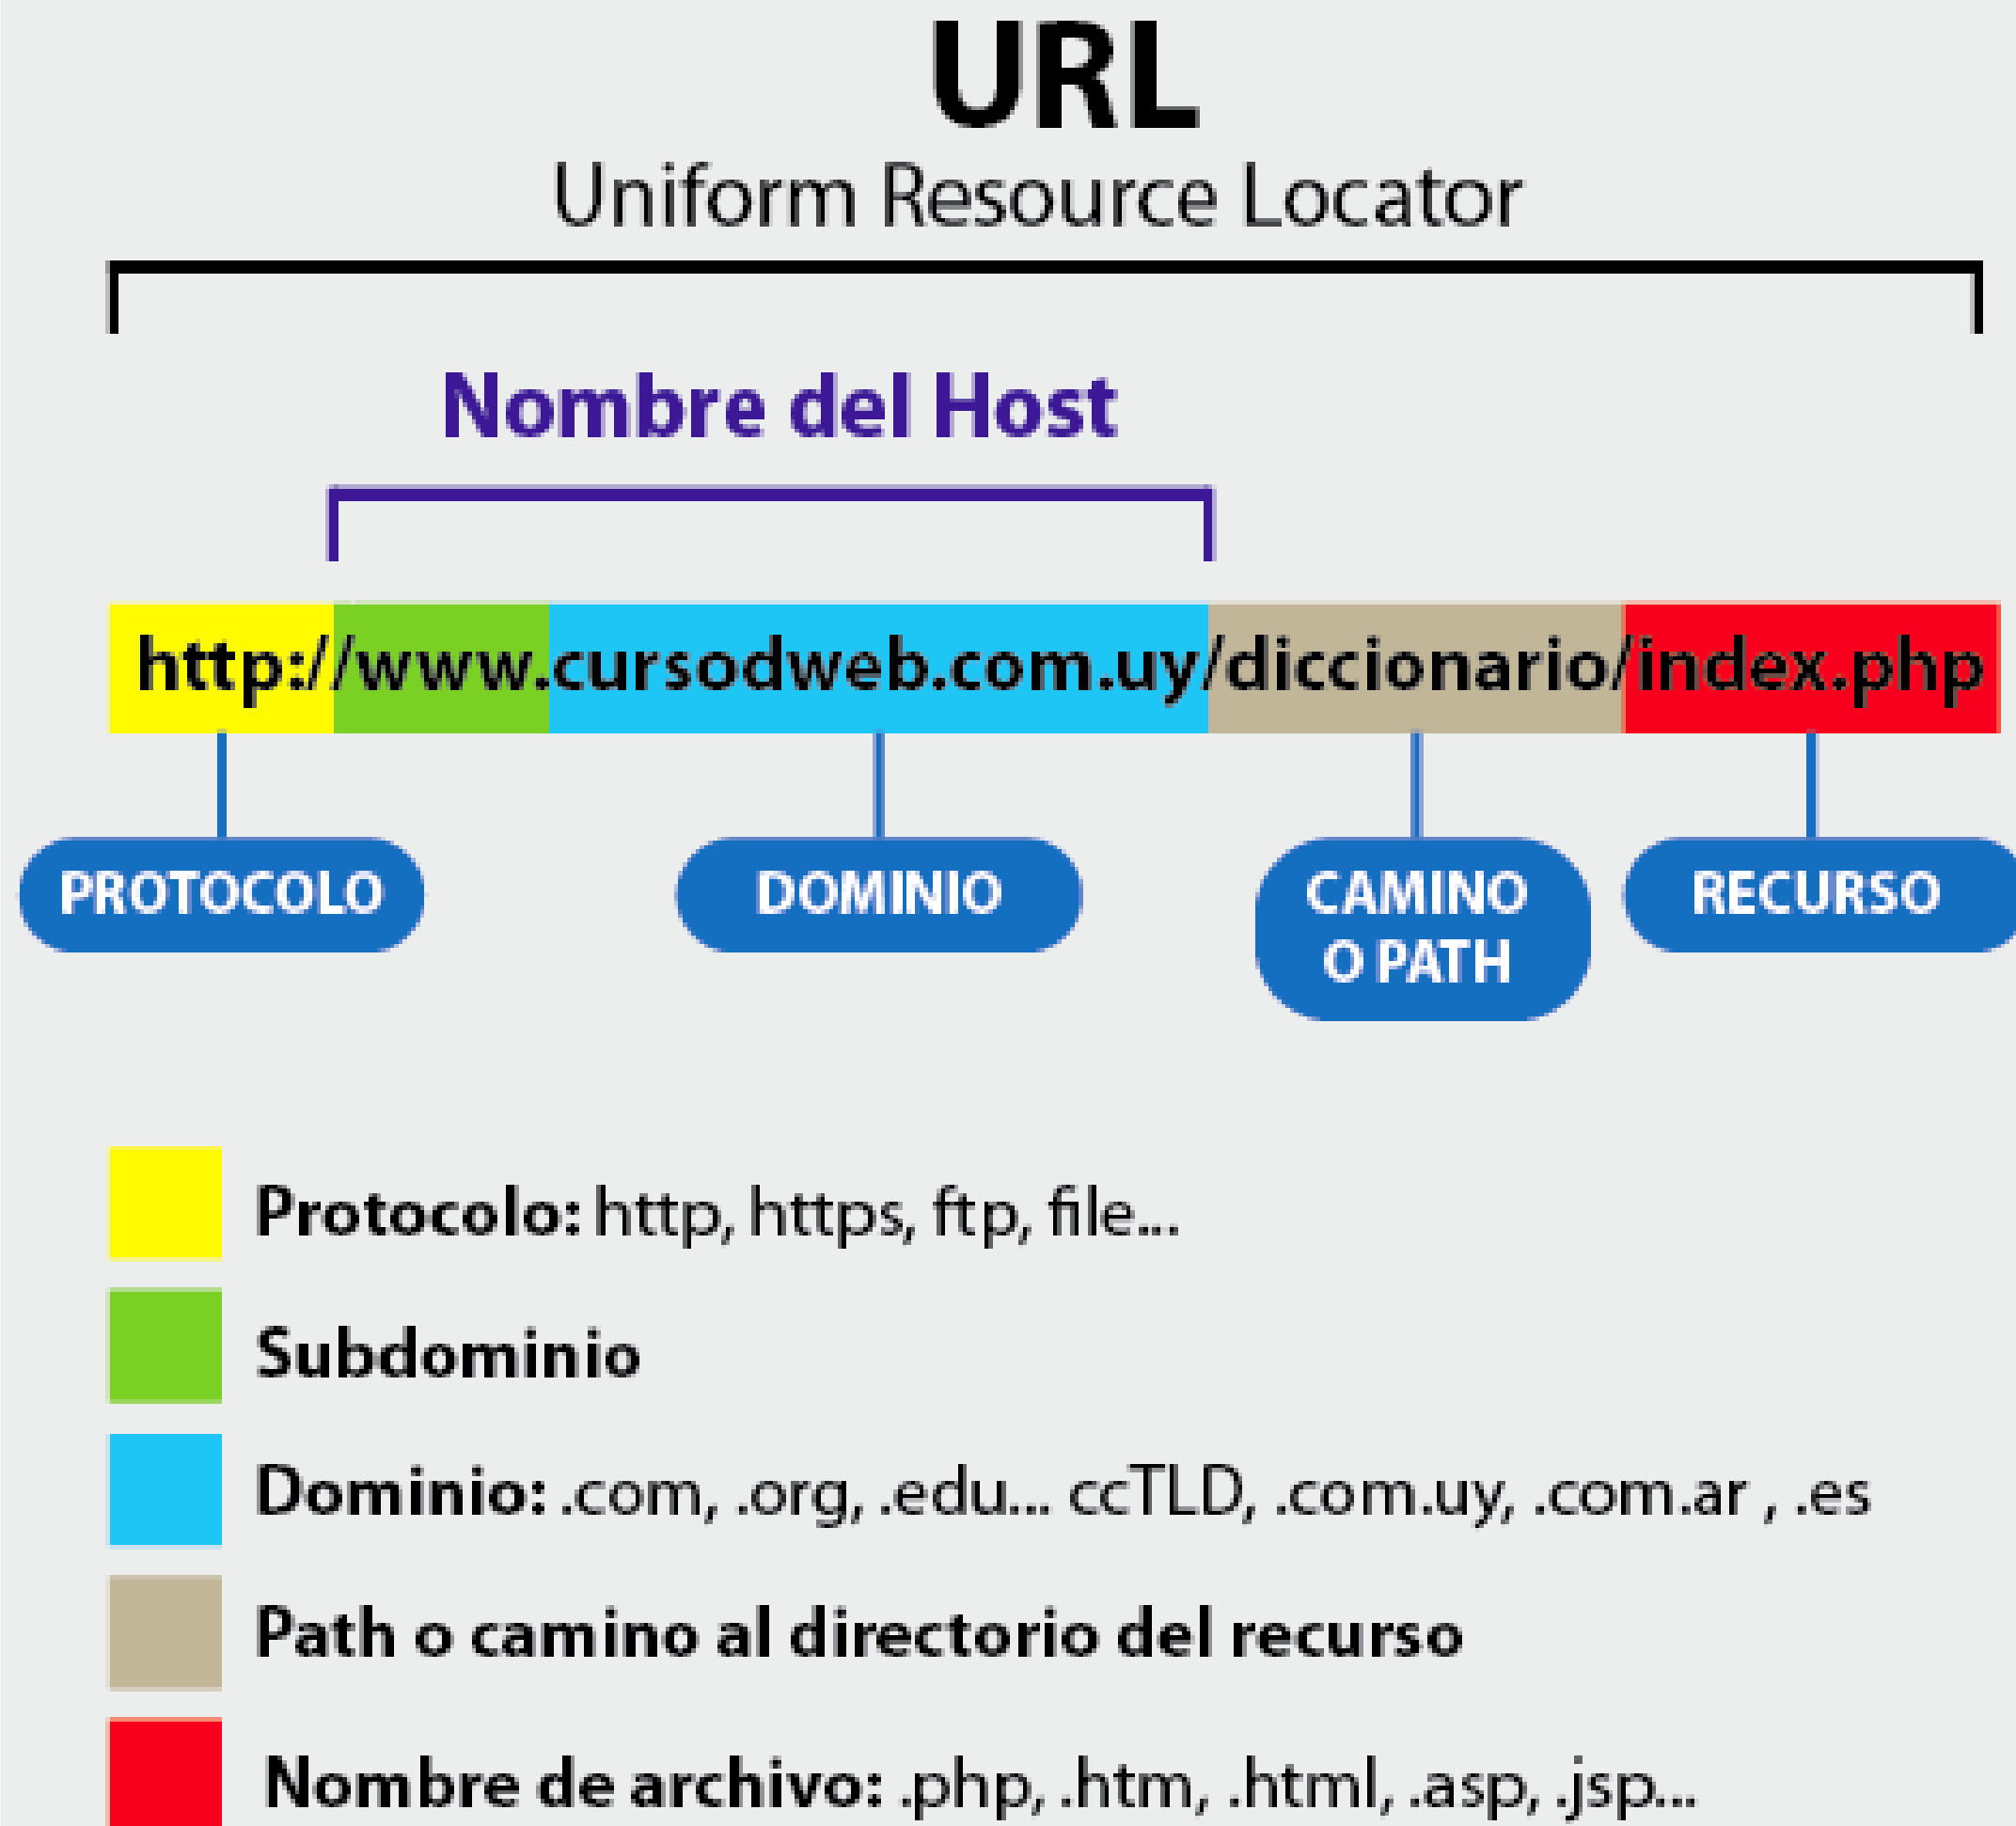 URL
Uniform Resource Locator
Nombre del Host
http://www.cursodweb.com.uy/diccionario/index.php
PROTOCOLO
DOMINIO
CAMINO
O PATH
RECURSO
Protocolo: http, https, ftp, file...
Subdominio
Dominio: .com, .org, .edu... ccTLD, .com.uy, .com.ar , .es
Path o camino al directorio del recurso
Nombre de archivo: .php, .htm, .html, .asp, .jsp...